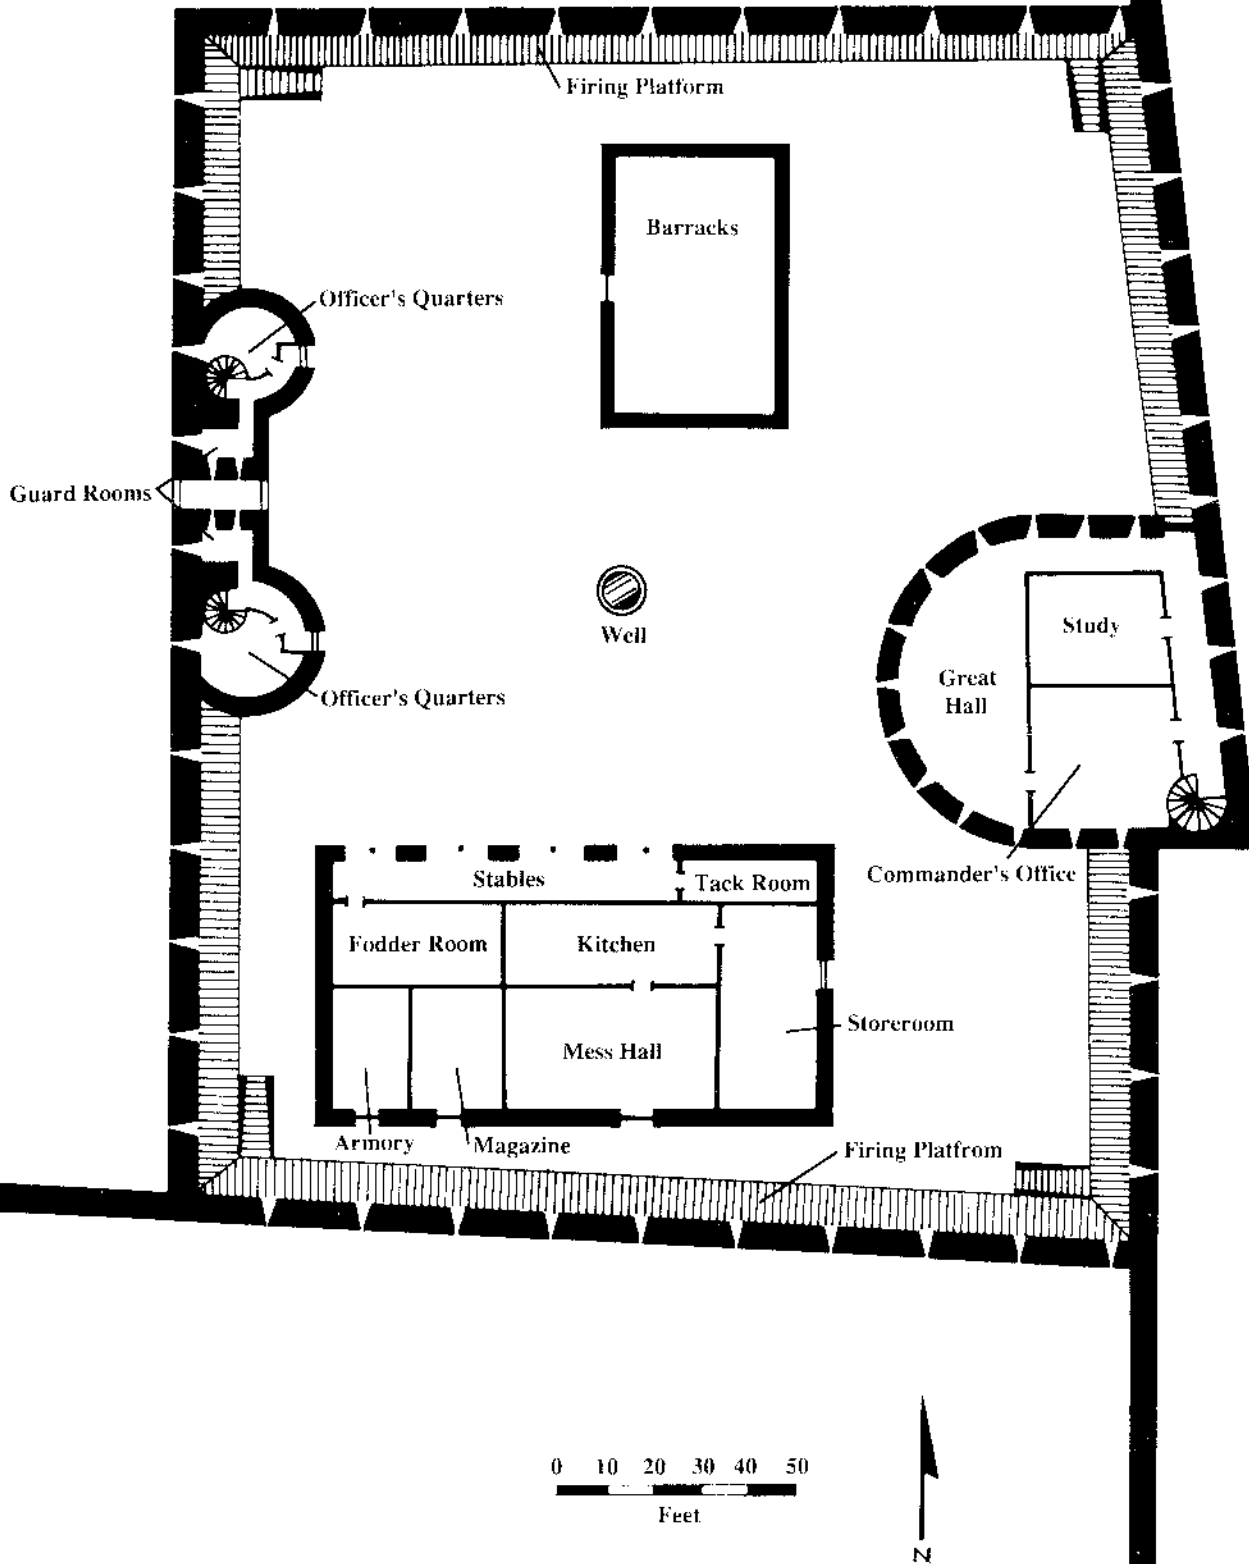 Firing Platform
Barracks
Officer's Quarters
Guard Rooms
Well
Study
Great
Hall
Officer's Quarters
Commander's Office
Stables
Tack Room
Fodder Room
Kitchen
Storeroom
Mess Hall
Armory
Magazine
Firing Platfrom
0 10 20 30 40 50
Feet
N